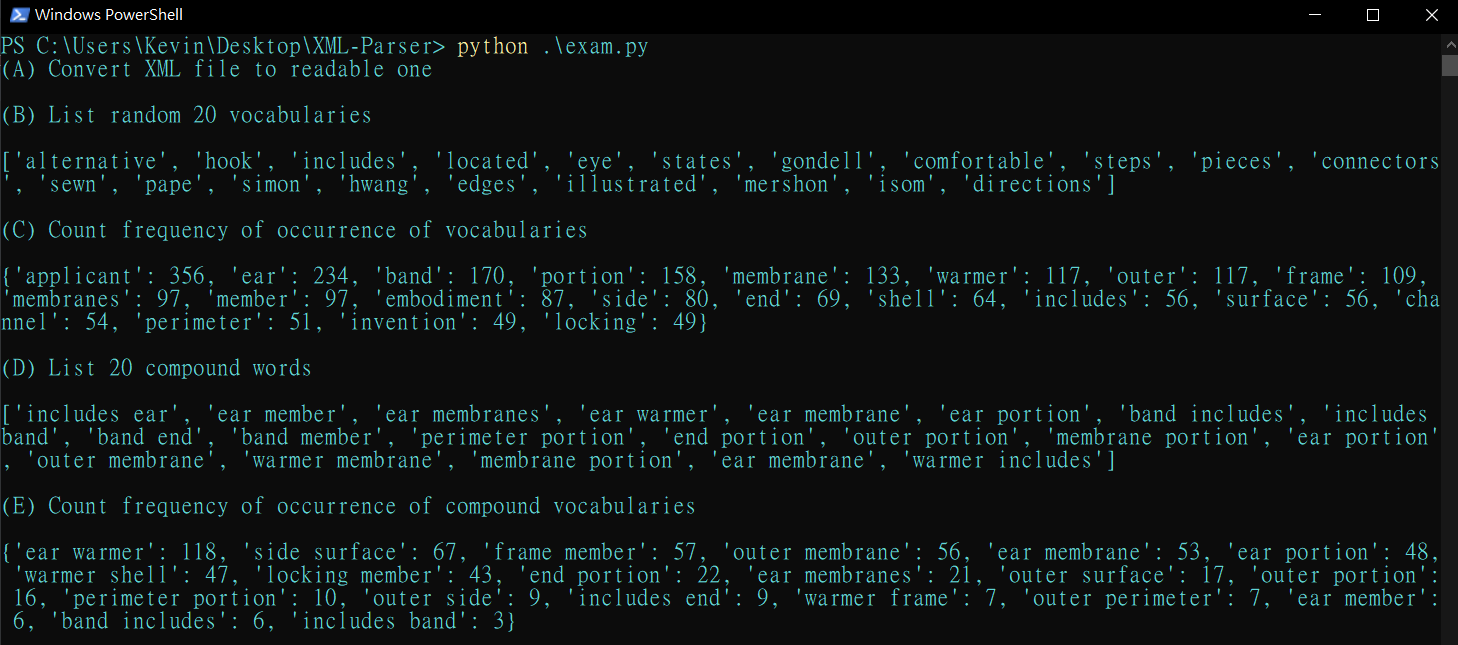 Windows PowerShell
PS C:\Users\Kevin\Desktop\XML-Parser> python .\exam.py
(A) Convert XML file to readable one
(B) List random 20 vocabularies
['alternative', 'hook', 'includes', 'located', 'eye', 'states', 'gondell', 'comfortable', 'steps', 'pieces', 'connectors
', 'sewn', 'pape', 'simon', 'hwang', 'edges', 'illustrated', 'mershon', 'isom', 'directions']
(C) Count frequency of occurrence of vocabularies
{'applicant': 356, 'ear': 234, 'band': 170, 'portion': 158, 'membrane': 133, 'warmer': 117, 'outer': 117, 'frame': 109,
'membranes': 97, 'member': 97, 'embodiment': 87, 'side': 80, 'end': 69, 'shell': 64, 'includes': 56, 'surface': 56, 'cha
nnel': 54, 'perimeter': 51, 'invention': 49, 'locking': 49}
(D) List 20 compound words
['includes ear', 'ear member', 'ear membranes', 'ear warmer', 'ear membrane', 'ear portion', 'band includes', 'includes
band', 'band end', 'band member', 'perimeter portion', 'end portion', 'outer portion', 'membrane portion', 'ear portion'
, 'outer membrane', 'warmer membrane', 'membrane portion', 'ear membrane', 'warmer includes']
(E) Count frequency of occurrence of compound vocabularies
{'ear warmer': 118, 'side surface': 67, 'frame member': 57, 'outer membrane': 56, 'ear membrane': 53, 'ear portion': 48,
'warmer shell': 47, 'locking member': 43, 'end portion': 22, 'ear membranes': 21, 'outer surface': 17, 'outer portion':
16, 'perimeter portion': 10, 'outer side': 9, 'includes end': 9, 'warmer frame': 7, 'outer perimeter': 7, 'ear member':
6, 'band includes': 6, 'includes band': 3}